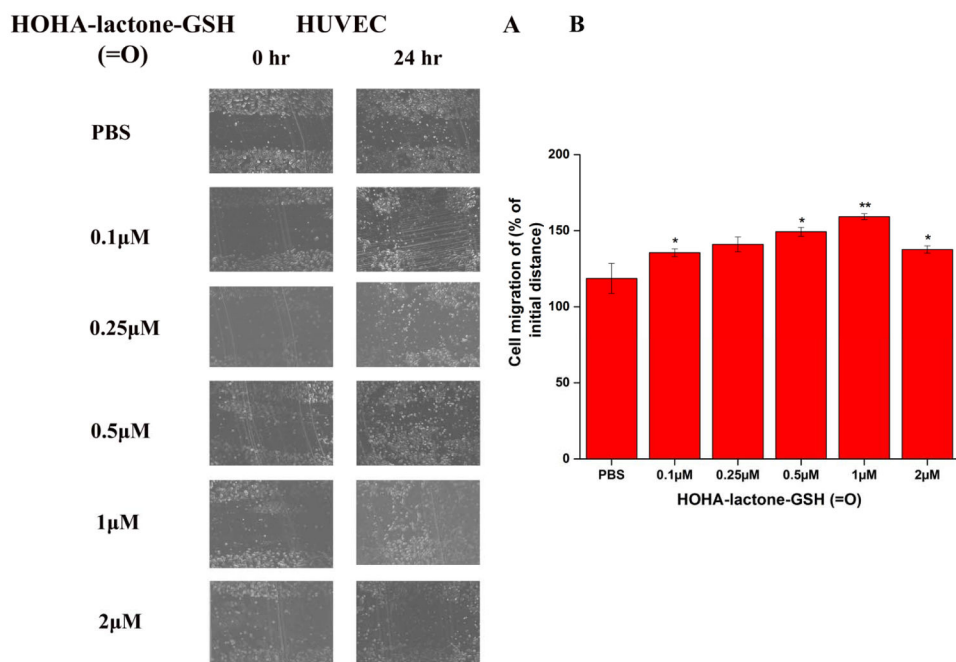 HOHA-lactone-GSH
(=O)
HUVEC
A
B
0 hr
24 hr
PBS
0.1μM
0.25μM
0.5μM
1μM
2μM
Cell migration of (% of
initial distance)
200
150
100
50
0
*
*
**
*
PBS
0.1μM
0.25μM
0.5μM
1μM
2μM
HOHA-lactone-GSH (=O)